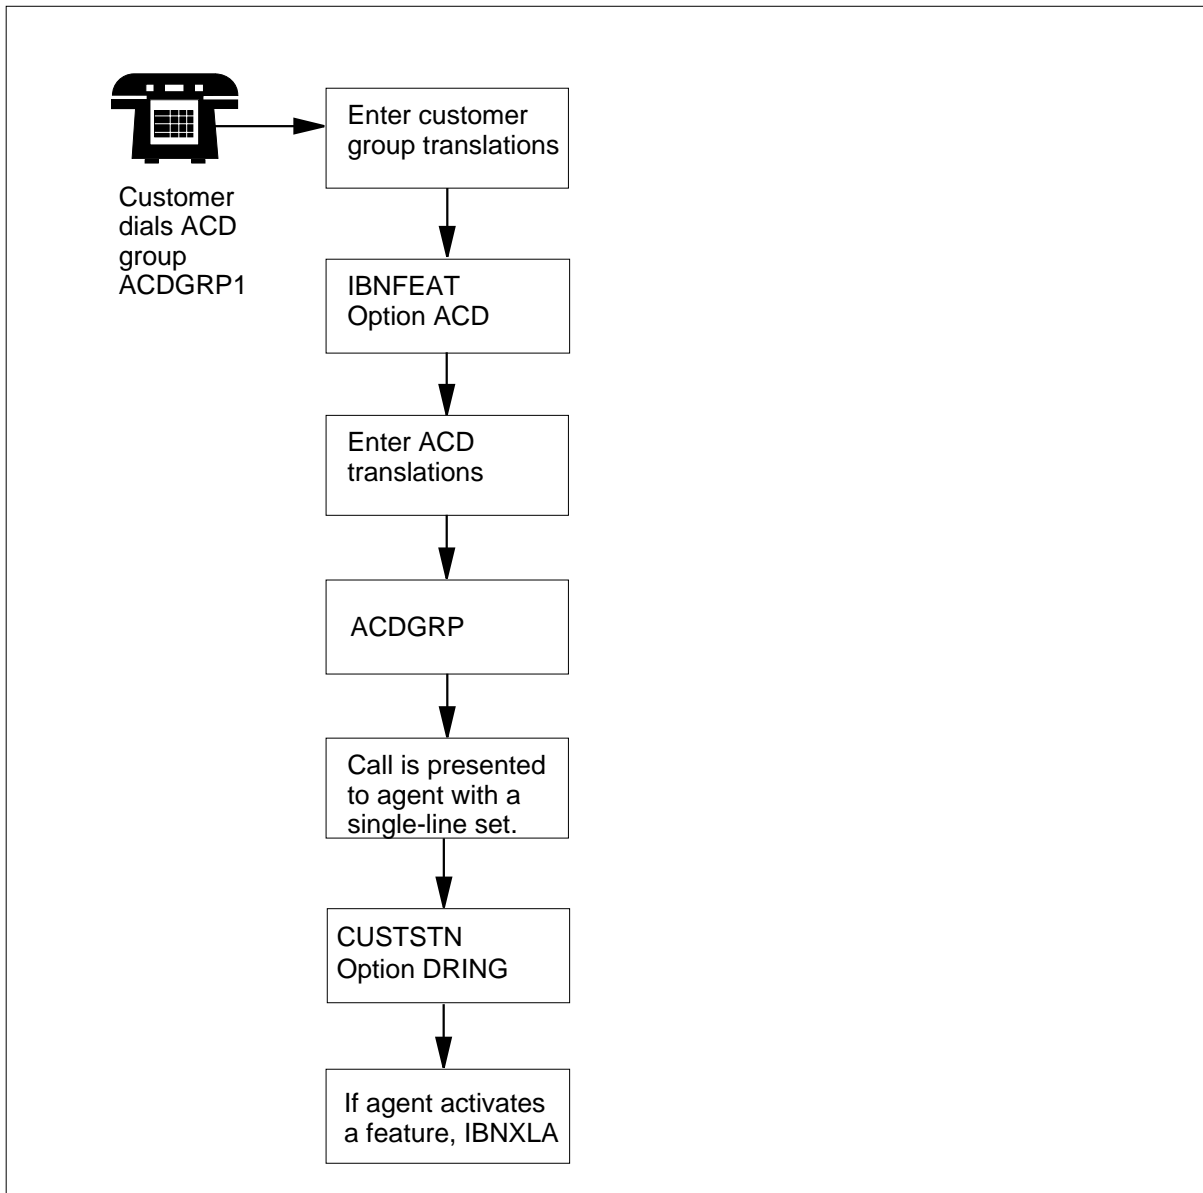 Customer
dials ACD
group
ACDGRP1
Enter customer
group translations
IBNFEAT
Option ACD
Enter ACD
translations
ACDGRP
Call is presented
to agent with a
single-line set.
CUSTSTN
Option DRING
If agent activates
a feature, IBNXLA